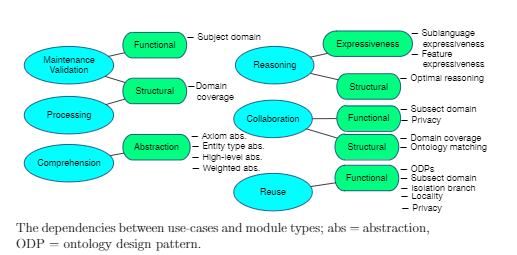 Maintenance
Validation
Processing
Comprehension
Functional
– Subject domain
Structural
–Domain
coverage
Abstraction
– Axiom abs.
– Entity type abs.
– High-level abs.
– Weighted abs.
Reasoning
Collaboration
Reuse
Expressiveness
– Sublanguage
expressiveness
– Feature
expressiveness
Structural
– Optimal reasoning
Functional
– Subsect domain
– Privacy
Structural
– Domain coverage
– Ontology matching
Functional
– ODPs
– Subsect domain
– Isolation branch
– Locality
– Privacy
The dependencies between use-cases and module types; abs = abstraction,
ODP = ontology design pattern.